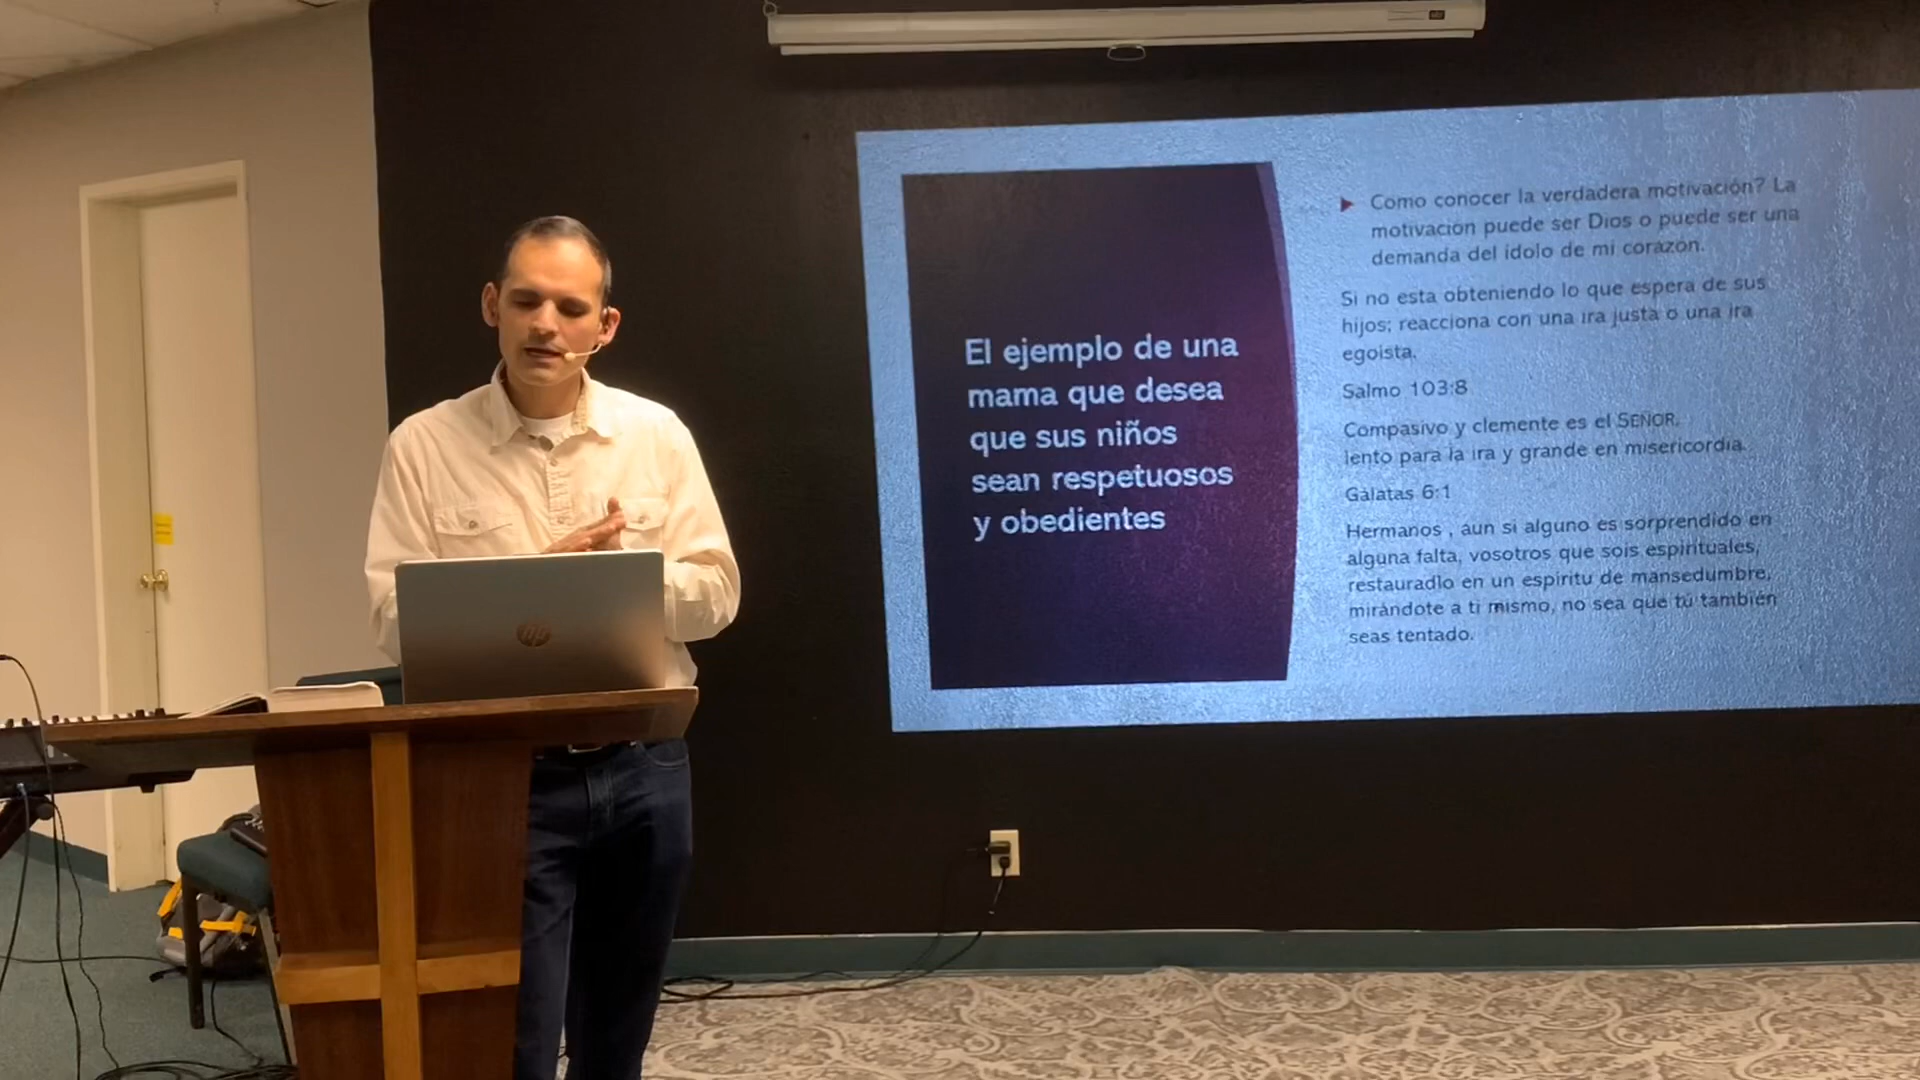 El ejemplo de una
mama que desea
que sus niños
sean respetuosos
y obedientes
Como conocer la verdadera motivación? La
motivación puede ser Dios o puede ser una
demanda del ídolo de mi corazón.
Si no esta obteniendo lo que espera de sus
hijos; reacciona con una ira justa o una ira
egoista.
Salmo 103:8
Compasivo y clemente es el SEÑOR,
lento para la ira y grande en misericordia.
Gálatas 6:1
Hermanos , aun si alguno es sorprendido en
alguna falta, vosotros que sois espirituales,
restauradlo en un espíritu de mansedumbre,
mirándote a ti mismo, no sea que tú también
seas tentado.
hp